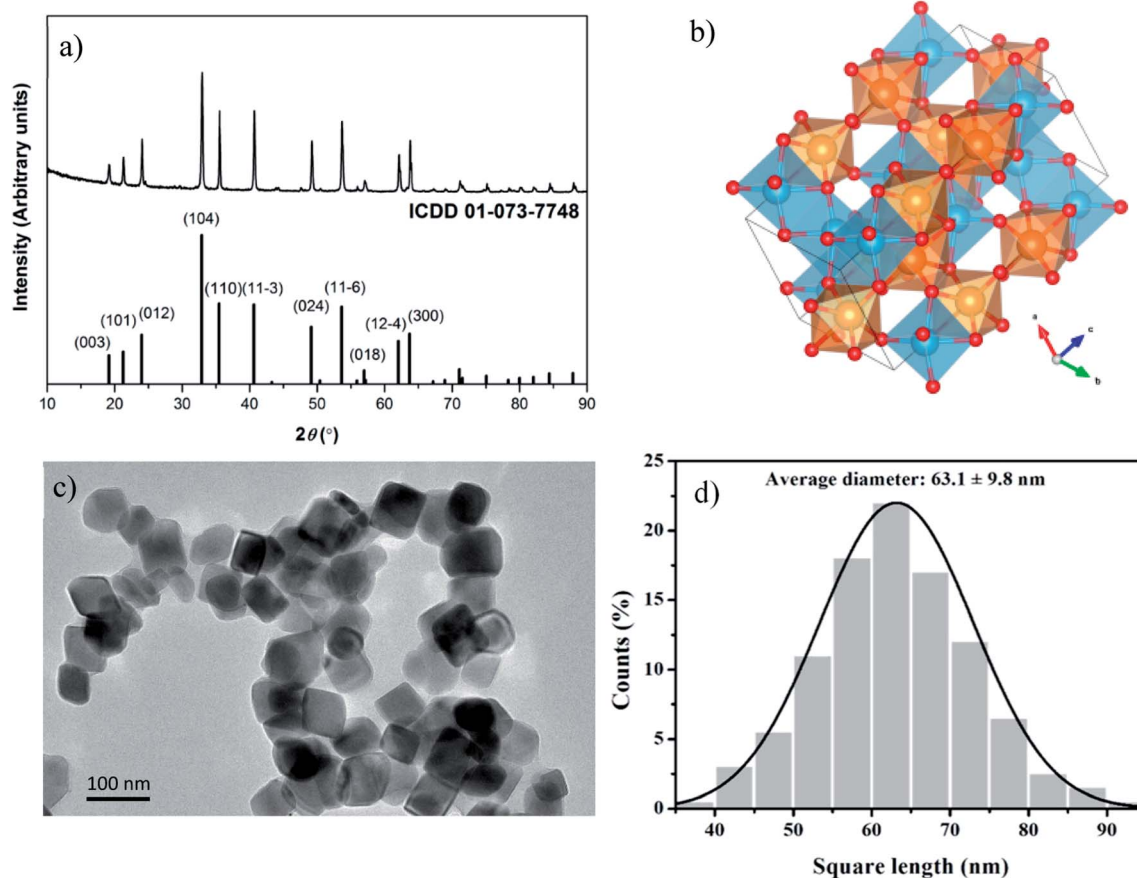 a)
Intensity (Arbitrary units)
ICDD 01-073-7748
(003)
(101)
(012)
(104)
(110)
(11-3)
(024)
(11-6)
(018)
(12-4)
(300)
10 20 30 40 50 60 70 80 90
2θ (°)
b)
a
c
b
c)
100 nm
d)
Average diameter: 63.1 ± 9.8 nm
Counts (%)
25
20
15
10
5
0
40 50 60 70 80 90
Square length (nm)